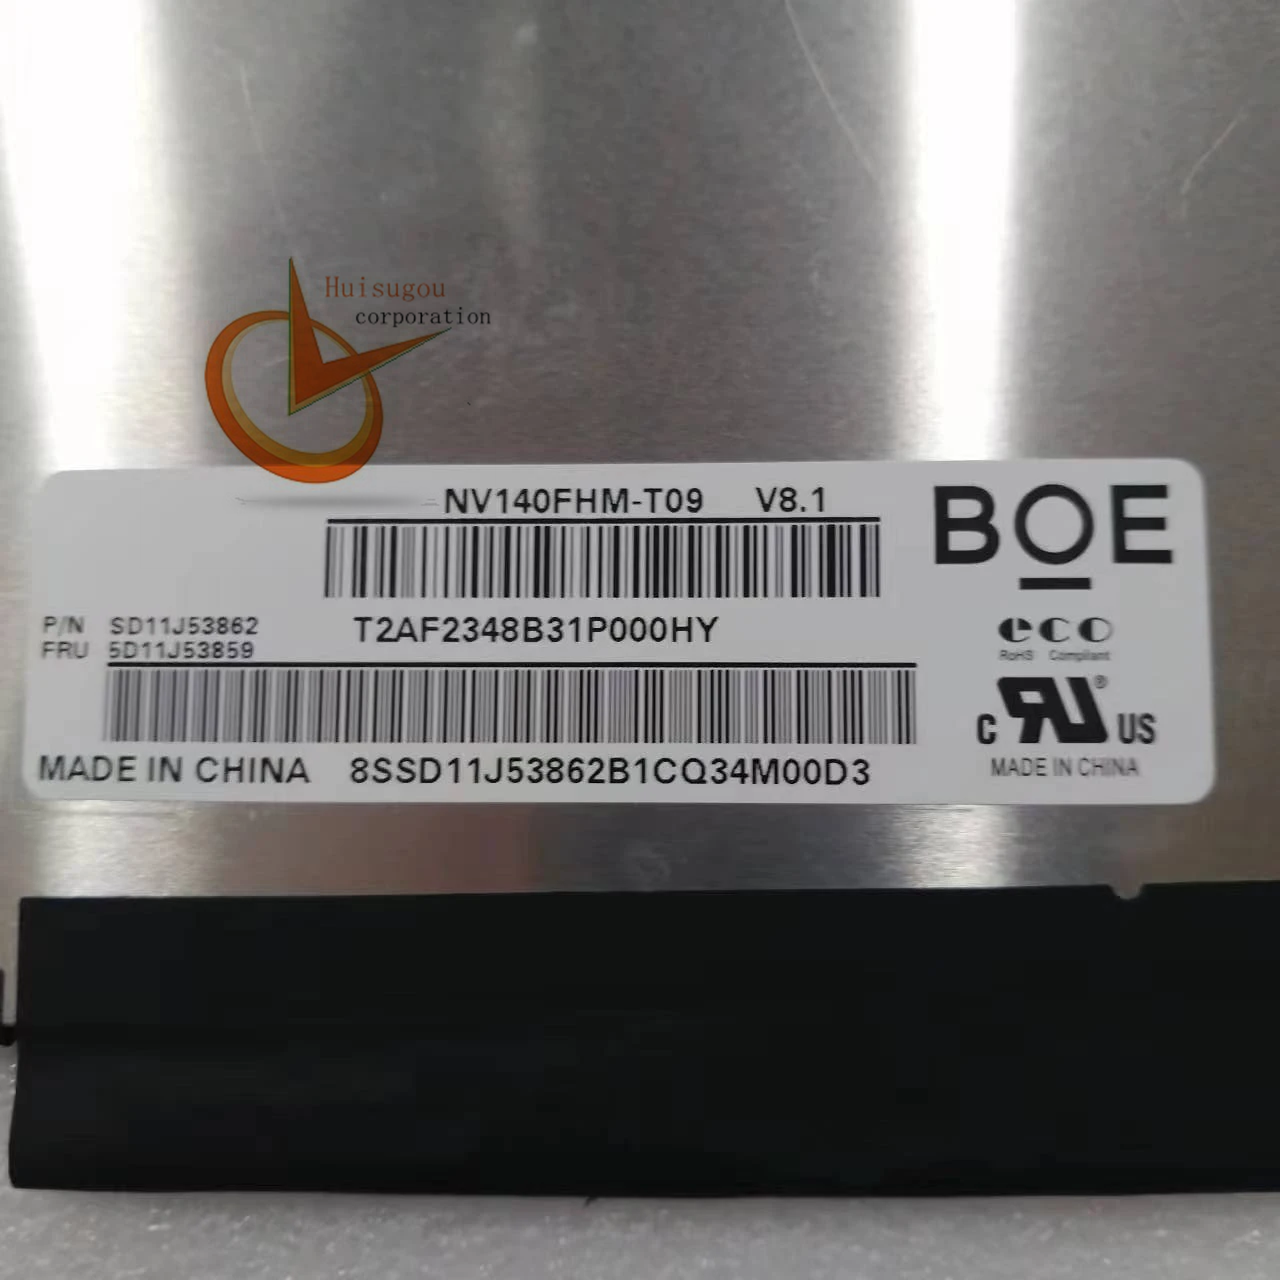 Huisugou
corporation
NV140FHM-T09 V8.1
BOE
P/N SD11J53862
T2AF2348B31P000HY
FRU 5D11J53859
eco
RoHS Compliant
c RU ® US
MADE IN CHINA
MADE IN CHINA 8SSD11J53862B1CQ34M00D3